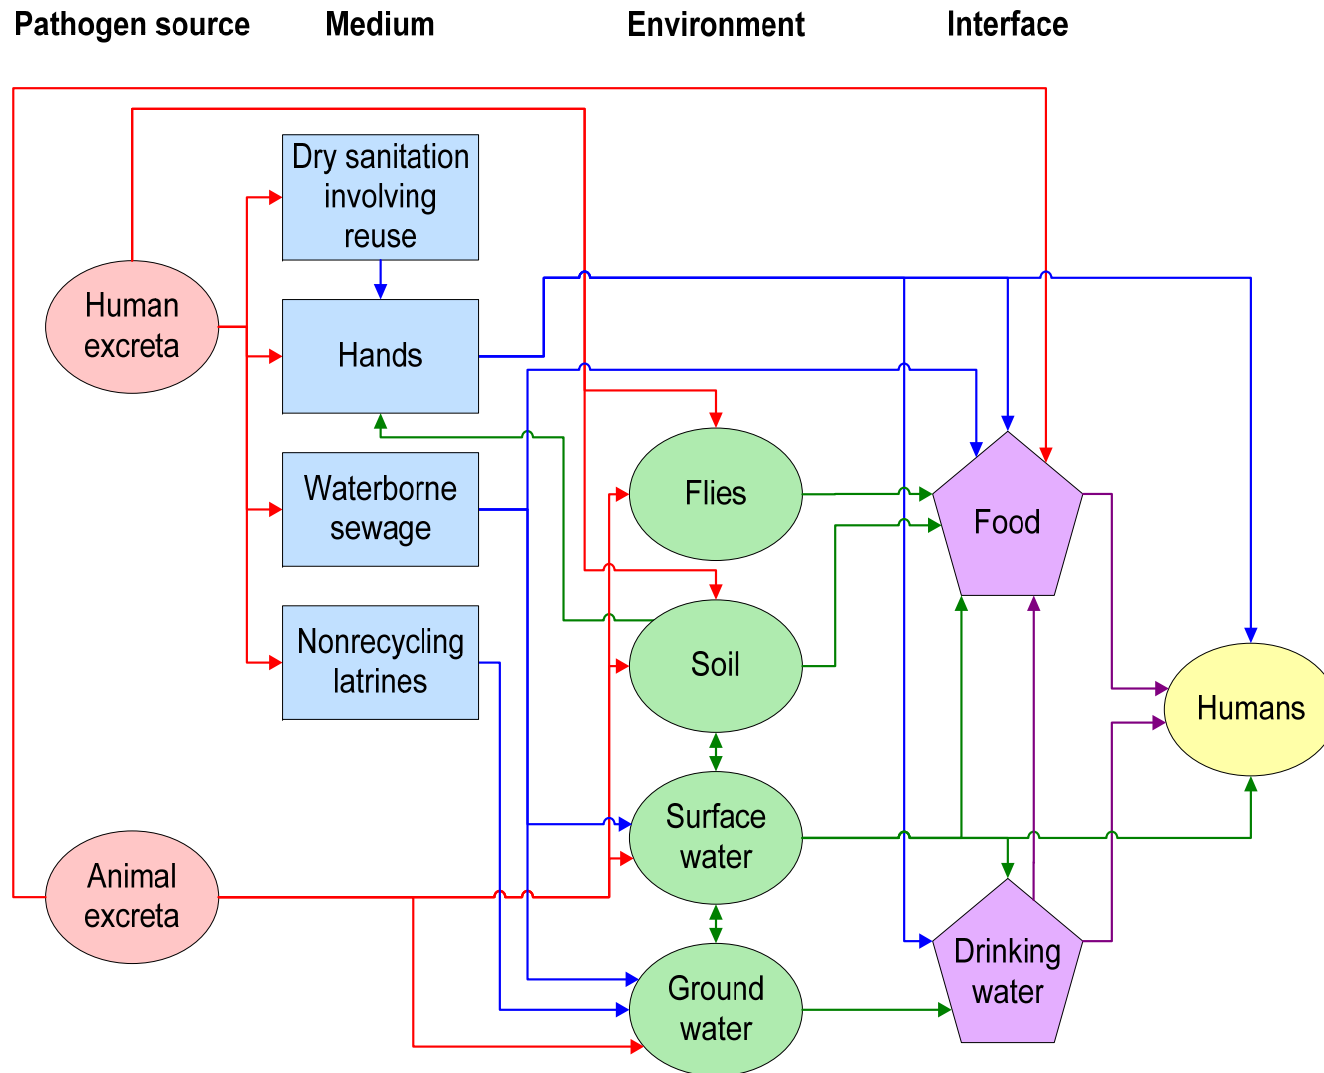 Pathogen source Medium Environment Interface
Dry sanitation
involving
reuse
Human
excreta
Hands
Waterborne
sewage
Flies
Food
Nonrecycling
latrines
Soil
Humans
Animal
excreta
Surface
water
Drinking
water
Ground
water